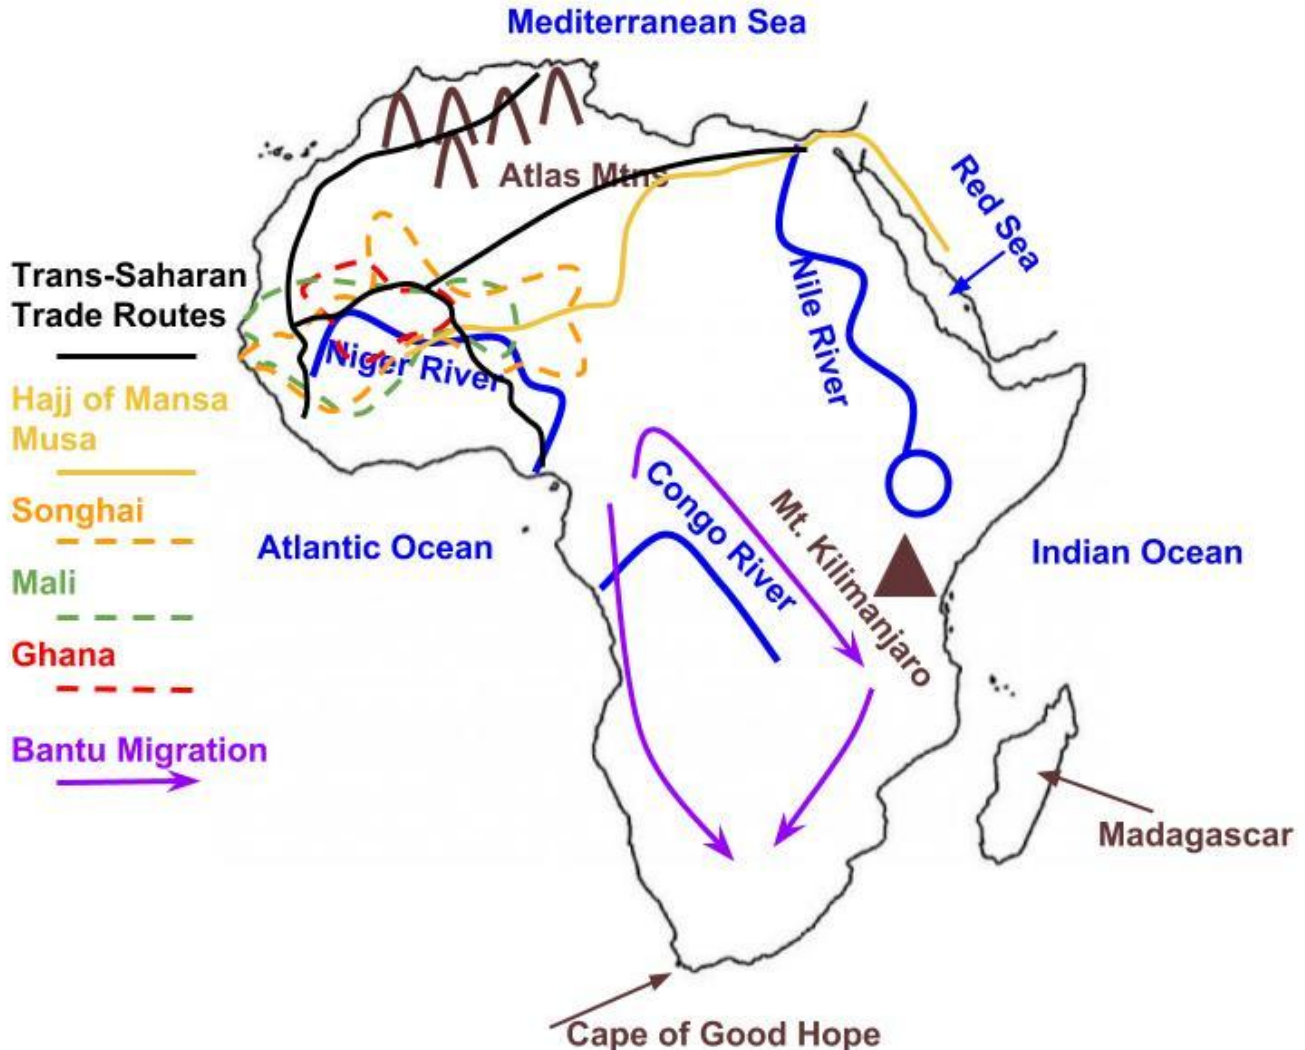 Mediterranean Sea
Atlas Mtns
Red Sea
Trans-Saharan
Trade Routes
Nile River
Niger River
Hajj of Mansa
Musa
Songhai
Congo River
Mt. Kilimanjaro
Atlantic Ocean
Indian Ocean
Mali
Ghana
Bantu Migration
Madagascar
Cape of Good Hope